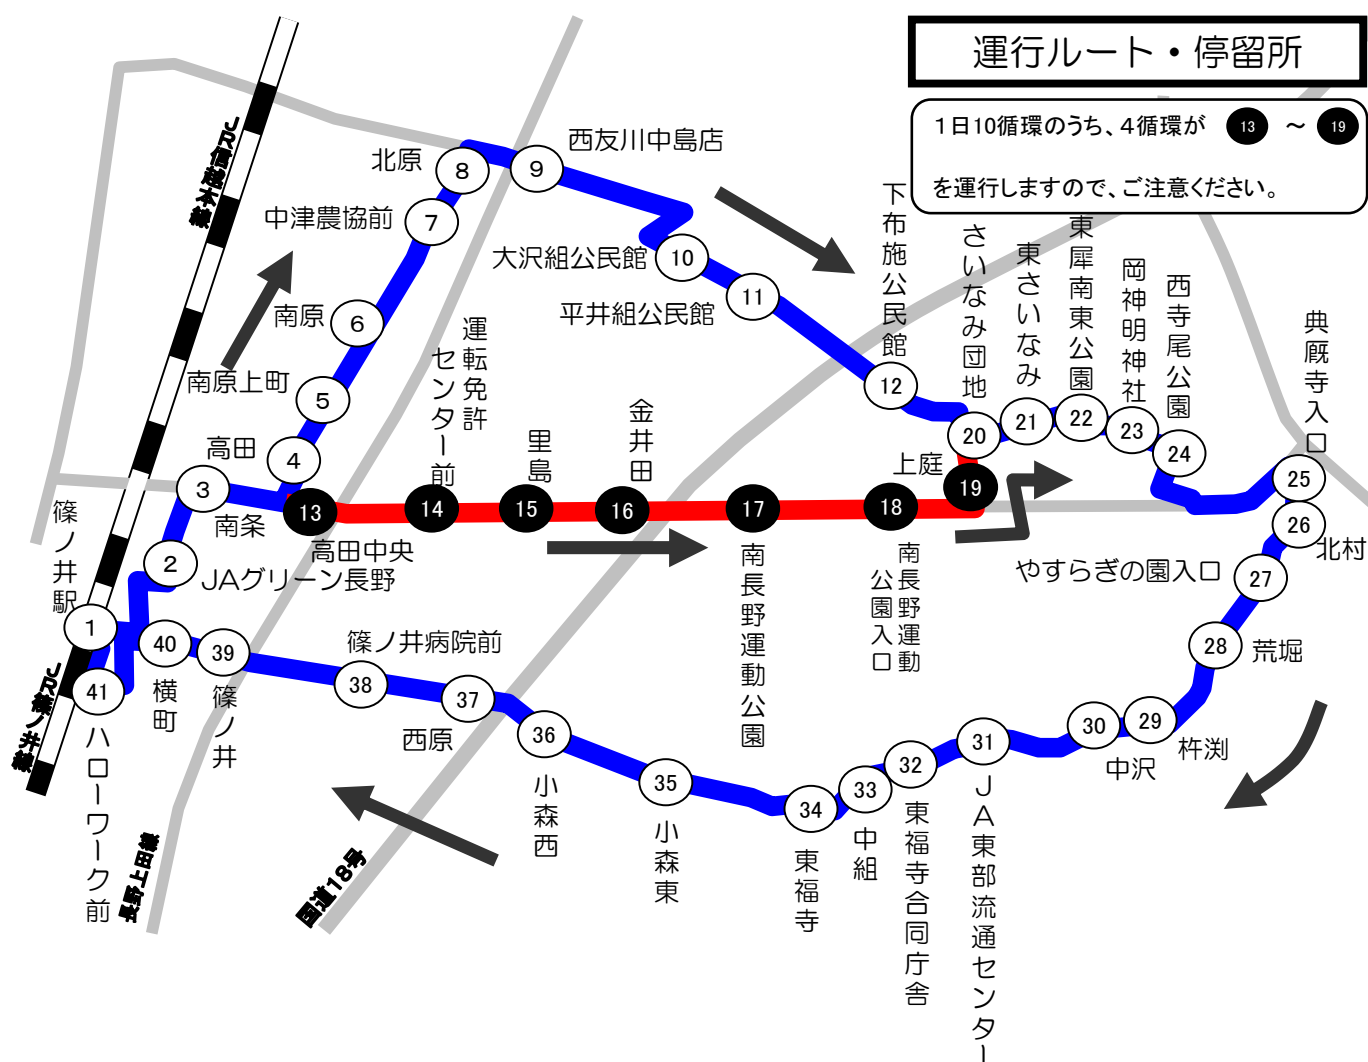 運行ルート・停留所
1日10循環のうち、4循環が 13 ～ 19
を運行しますので、ご注意ください。
JR信越本線
JR篠ノ井線
長野上田線
国道18号
1 篠ノ井駅
2 JAグリーン長野
3 南条
4 高田
5 南原上町
6 南原
7 中津農協前
8 北原
9 西友川中島店
10 大沢組公民館
11 平井組公民館
12 下布施公民館
13 高田中央
14 運転免許
センター前
15 里島
16 金井田
17 南長野運動公園
18 南長野運動
公園入口
19 上庭
20 さいなみ団地
21 東さいなみ
22 東犀南東公園
23 岡神明神社
24 西寺尾公園
25 典厩寺入口
26 北村
27 やすらぎの園入口
28 荒堀
29 杵渕
30 中沢
31 JA東部流通センター
32 東福寺合同庁舎
33 中組
34 東福寺
35 小森東
36 小森西
37 西原
38 篠ノ井病院前
39 篠ノ井
40 横町
41 ハローワーク前